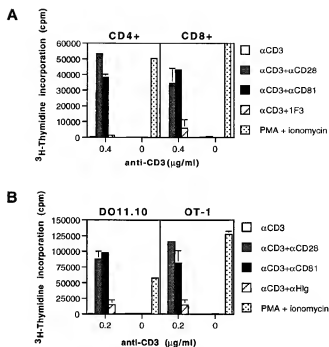 A
CD4+ CD8+
³H-Thymidine incorporation (cpm)
60000
50000
40000
30000
20000
10000
0
0.4 0 0.4 0
anti-CD3 (µg/ml)
αCD3
αCD3+αCD28
αCD3+αCD81
αCD3+1F3
PMA + ionomycin
B
DO11.10 OT-1
³H-Thymidine incorporation (cpm)
150000
125000
100000
75000
50000
25000
0
0.2 0 0.2 0
anti-CD3 (µg/ml)
αCD3
αCD3+αCD28
αCD3+αCD81
αCD3+αHIg
PMA + ionomycin